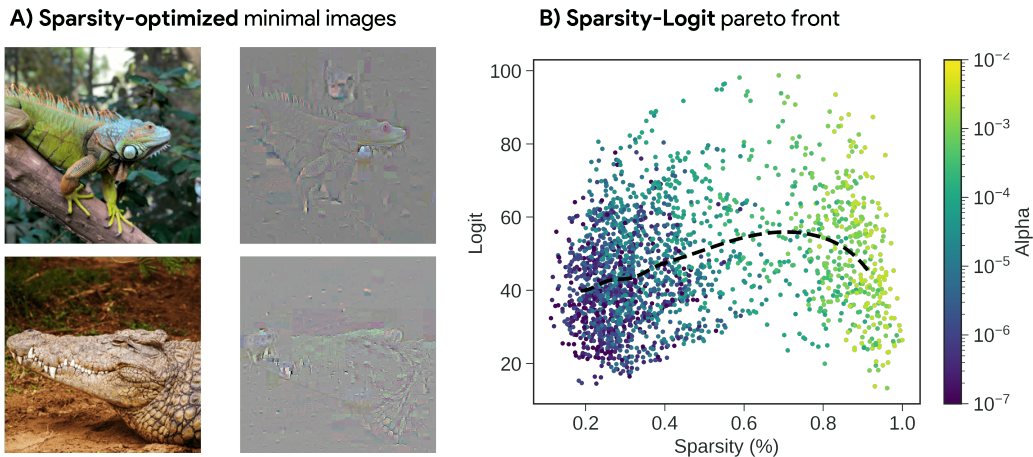 A) Sparsity-optimized minimal images
B) Sparsity-Logit pareto front
100
80
60
40
20
Logit
0.2 0.4 0.6 0.8 1.0
Sparsity (%)
10⁻²
10⁻³
10⁻⁴
10⁻⁵
10⁻⁶
10⁻⁷
Alpha